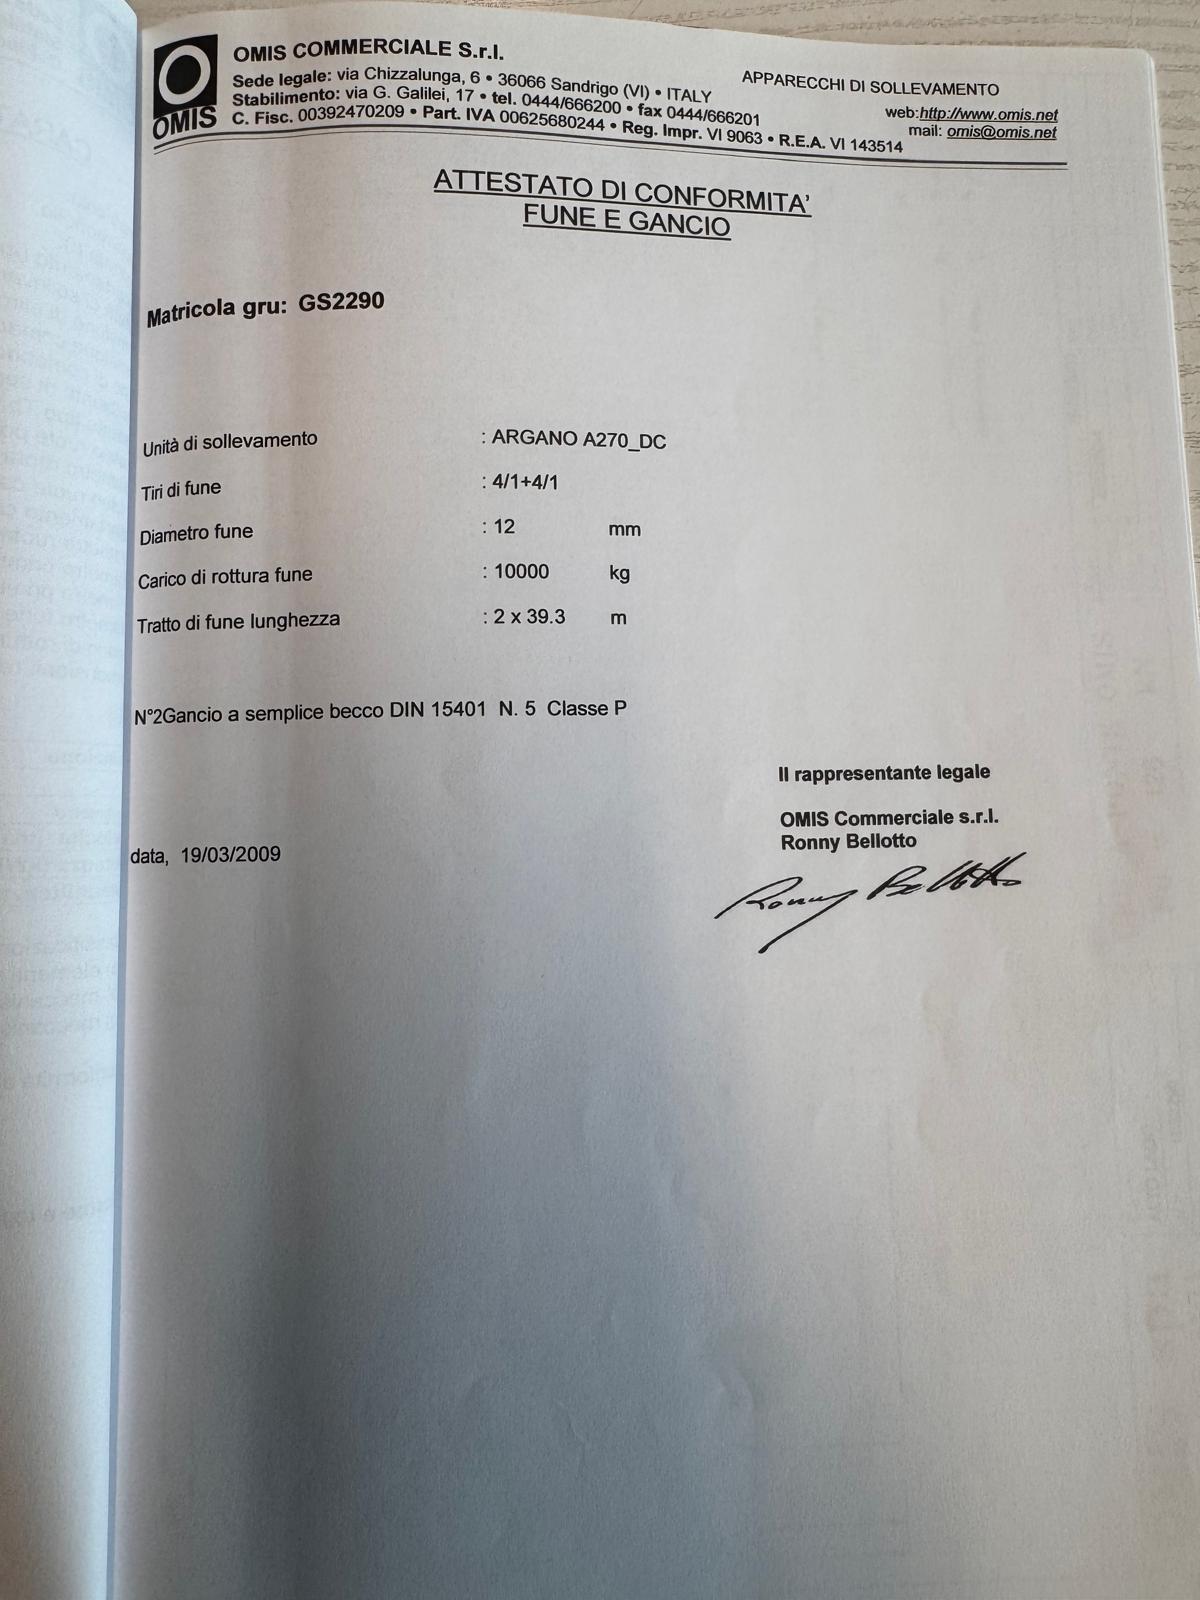 OMIS
OMIS COMMERCIALE S.r.l.
Sede legale: via Chizzalunga, 6 • 36066 Sandrigo (VI) • ITALY
Stabilimento: via G. Galilei, 17 • tel. 0444/666200 • fax 0444/666201
C. Fisc. 00392470209 • Part. IVA 00625680244 • Reg. Impr. VI 9063 • R.E.A. VI 143514
APPARECCHI DI SOLLEVAMENTO
web:http://www.omis.net
mail: omis@omis.net
ATTESTATO DI CONFORMITA'
FUNE E GANCIO
Matricola gru: GS2290
Unità di sollevamento : ARGANO A270_DC
Tiri di fune : 4/1+4/1
Diametro fune : 12 mm
Carico di rottura fune : 10000 kg
Tratto di fune lunghezza : 2 x 39.3 m
N°2Gancio a semplice becco DIN 15401 N. 5 Classe P
Il rappresentante legale
OMIS Commerciale s.r.l.
Ronny Bellotto
data, 19/03/2009
Ronny Bellotto